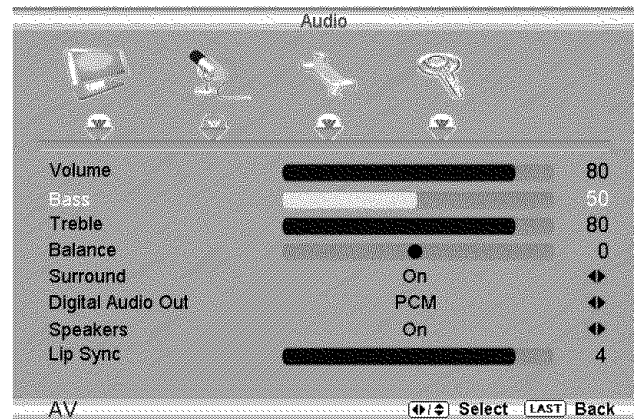 Audio
Volume 80
Bass 50
Treble 80
Balance 0
Surround On
Digital Audio Out PCM
Speakers On
Lip Sync 4
AV Select LAST Back